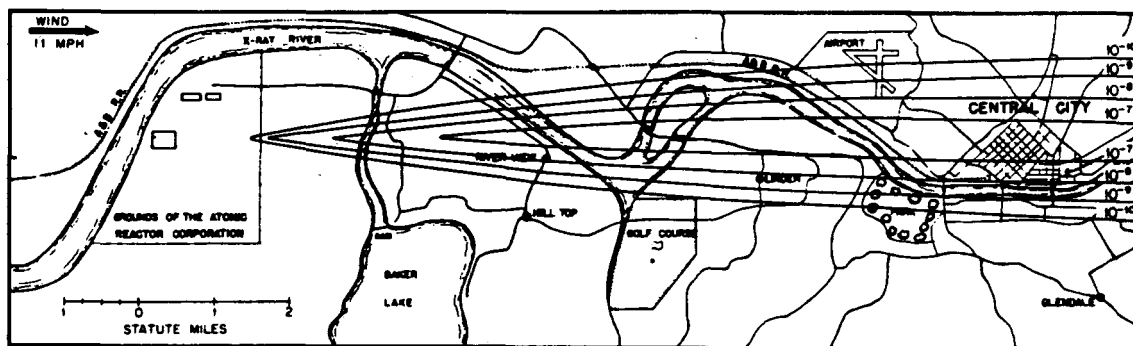 WIND
11 MPH
X-RAY RIVER
A&B R.R.
GROUNDS OF THE ATOMIC
REACTOR CORPORATION
1 0 1 2
STATUTE MILES
DAM
BAKER
LAKE
HILL TOP
GOLF COURSE
A&B R.R.
AIRPORT
CENTRAL CITY
GLENDALE
10⁻¹⁰
10⁻⁹
10⁻⁸
10⁻⁷
10⁻⁷
10⁻⁸
10⁻⁹
10⁻¹⁰